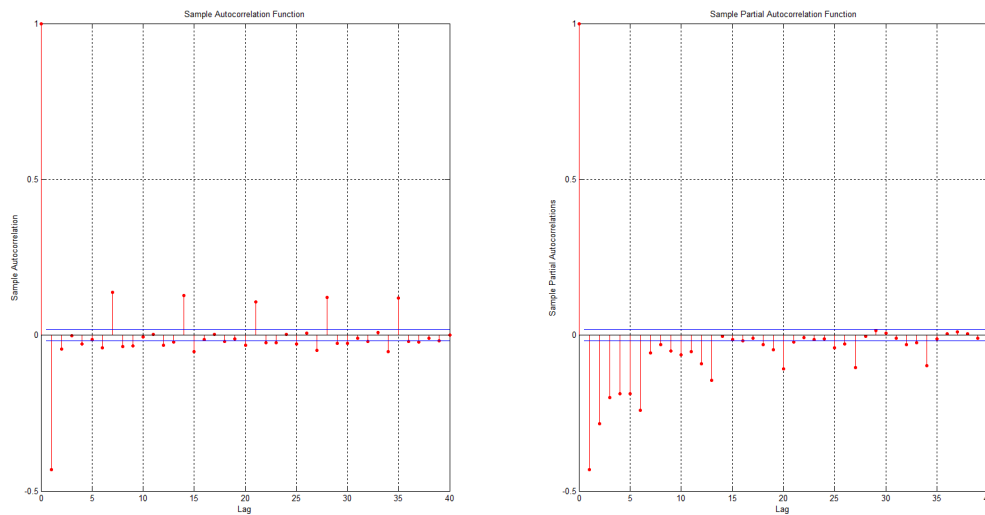 Sample Autocorrelation Function
1
0.5
0
-0.5
0 5 10 15 20 25 30 35 40
Lag
Sample Autocorrelation
Sample Partial Autocorrelation Function
1
0.5
0
-0.5
0 5 10 15 20 25 30 35
Lag
Sample Partial Autocorrelations